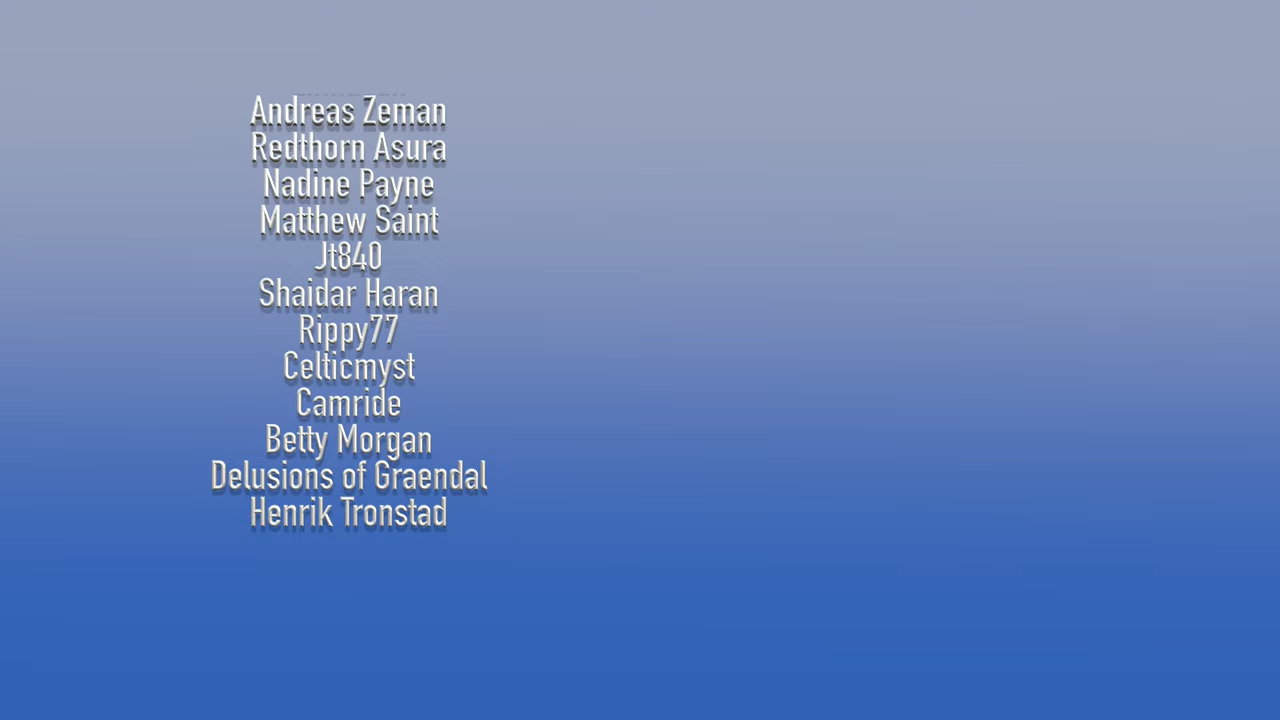 Andreas Zeman
Redthorn Asura
Nadine Payne
Matthew Saint
Jt840
Shaidar Haran
Rippy77
Celticmyst
Camride
Betty Morgan
Delusions of Graendal
Henrik Tronstad